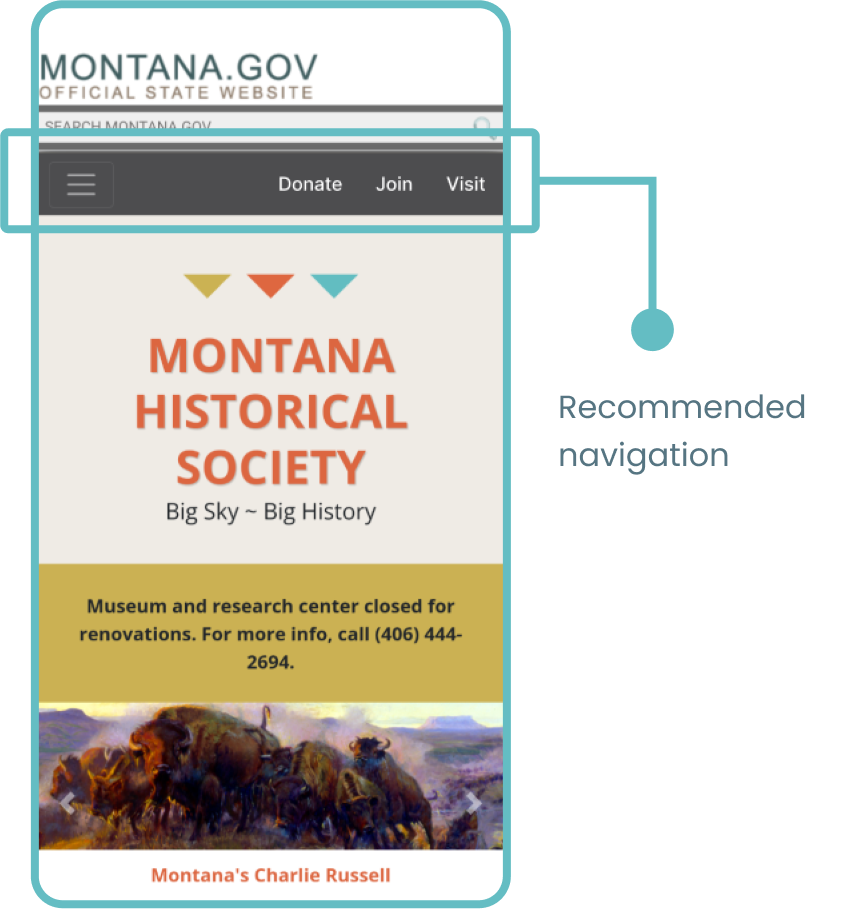 MONTANA.GOV
OFFICIAL STATE WEBSITE
SEARCH MONTANA.GOV
Donate Join Visit
MONTANA
HISTORICAL
SOCIETY
Big Sky ~ Big History
Museum and research center closed for
renovations. For more info, call (406) 444-
2694.
Montana's Charlie Russell
Recommended
navigation